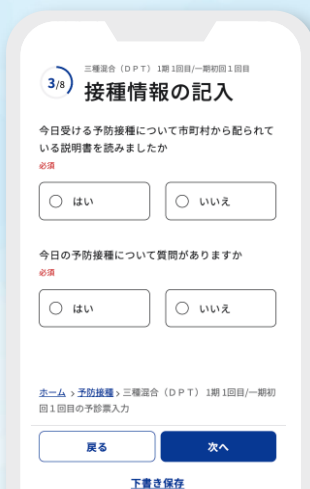 3/8
三種混合（DPT） 1期 1回目/一期初回１回目
接種情報の記入
今日受ける予防接種について市町村から配られて
いる説明書を読みましたか
必須
はい
いいえ
今日の予防接種について質問がありますか
必須
はい
いいえ
ホーム > 予防接種 > 三種混合（DPT） 1期 1回目/一期初
回１回目の予診票入力
戻る
次へ
下書き保存